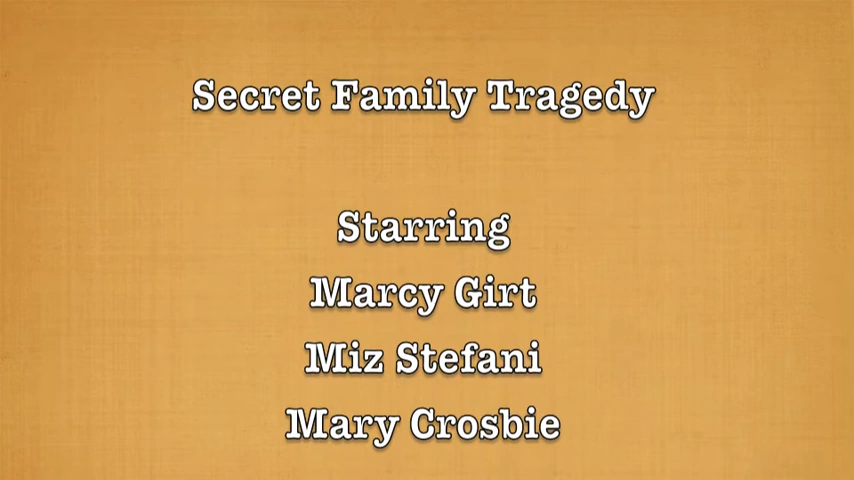 Secret Family Tragedy
Starring
Marcy Girt
Miz Stefani
Mary Crosbie